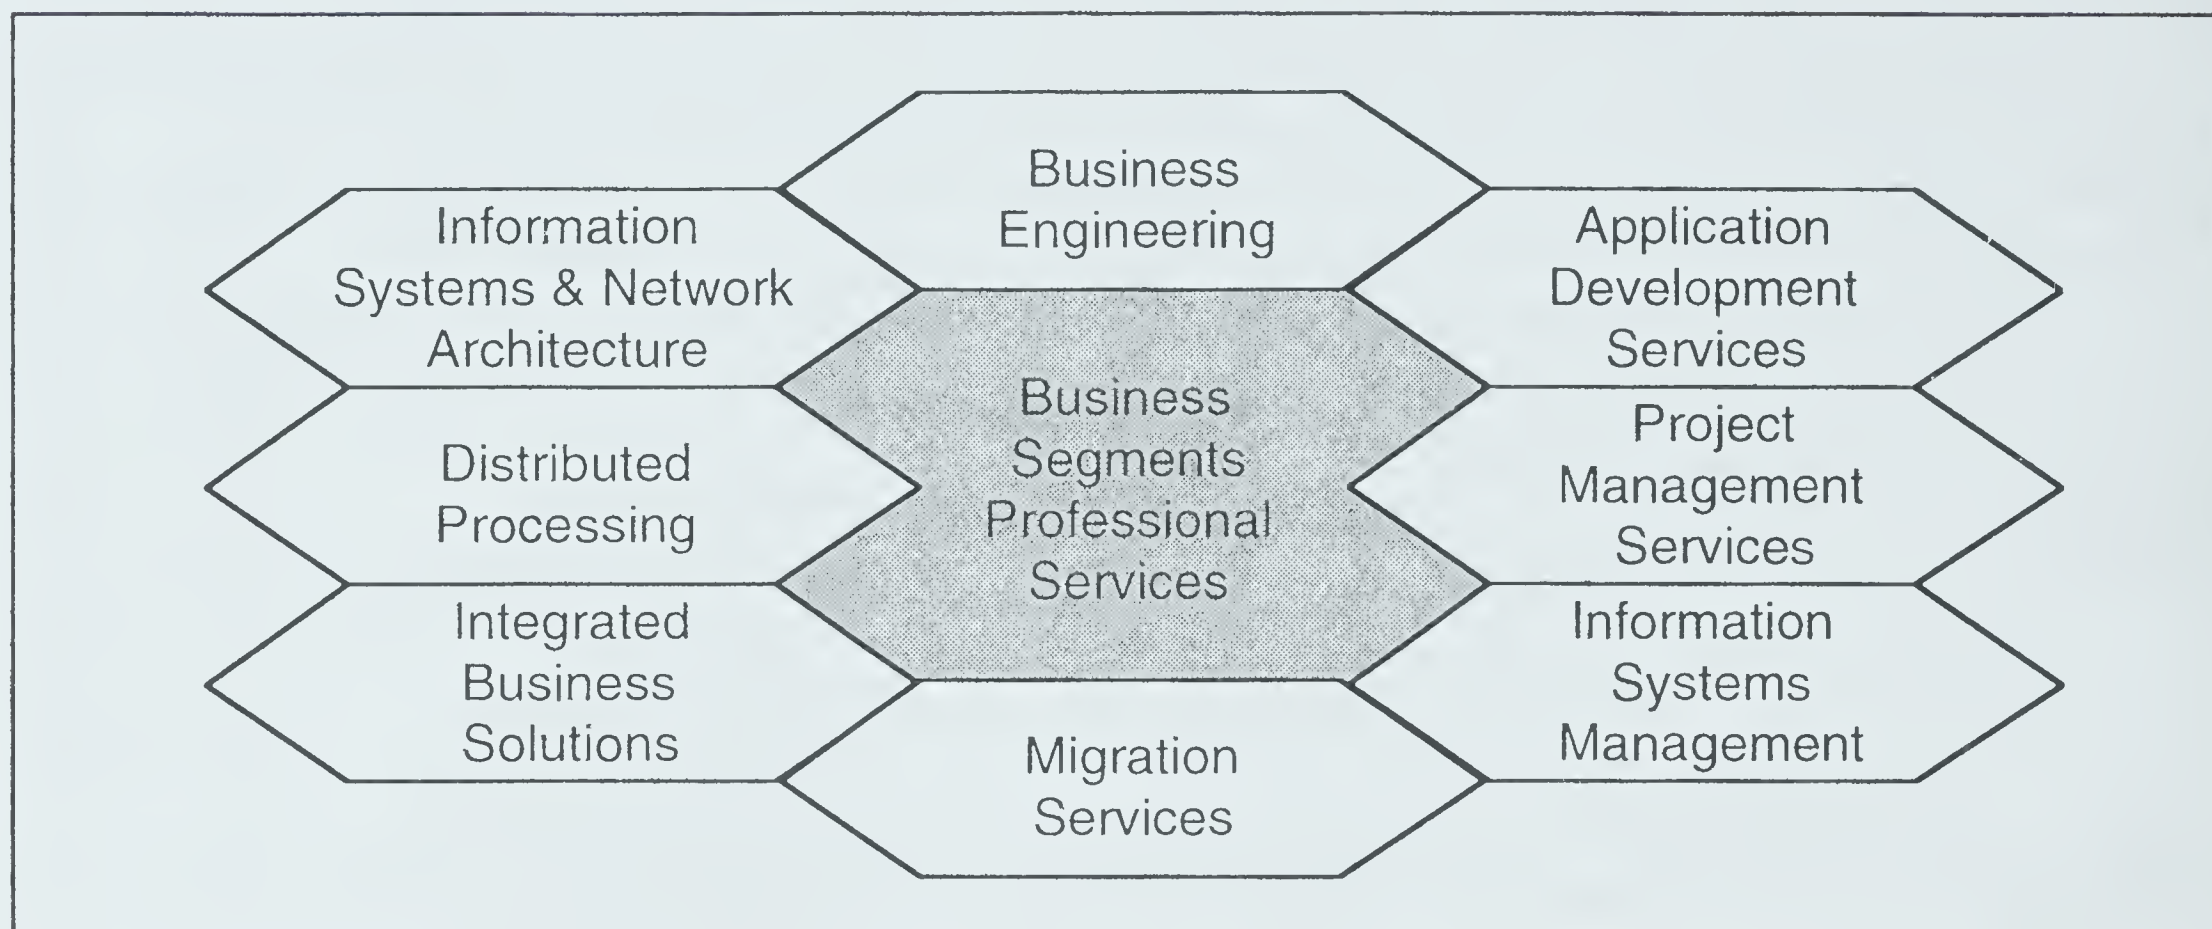 Business
Engineering
Information
Systems & Network
Architecture
Application
Development
Services
Business
Segments
Professional
Services
Distributed
Processing
Project
Management
Services
Integrated
Business
Solutions
Information
Systems
Management
Migration
Services